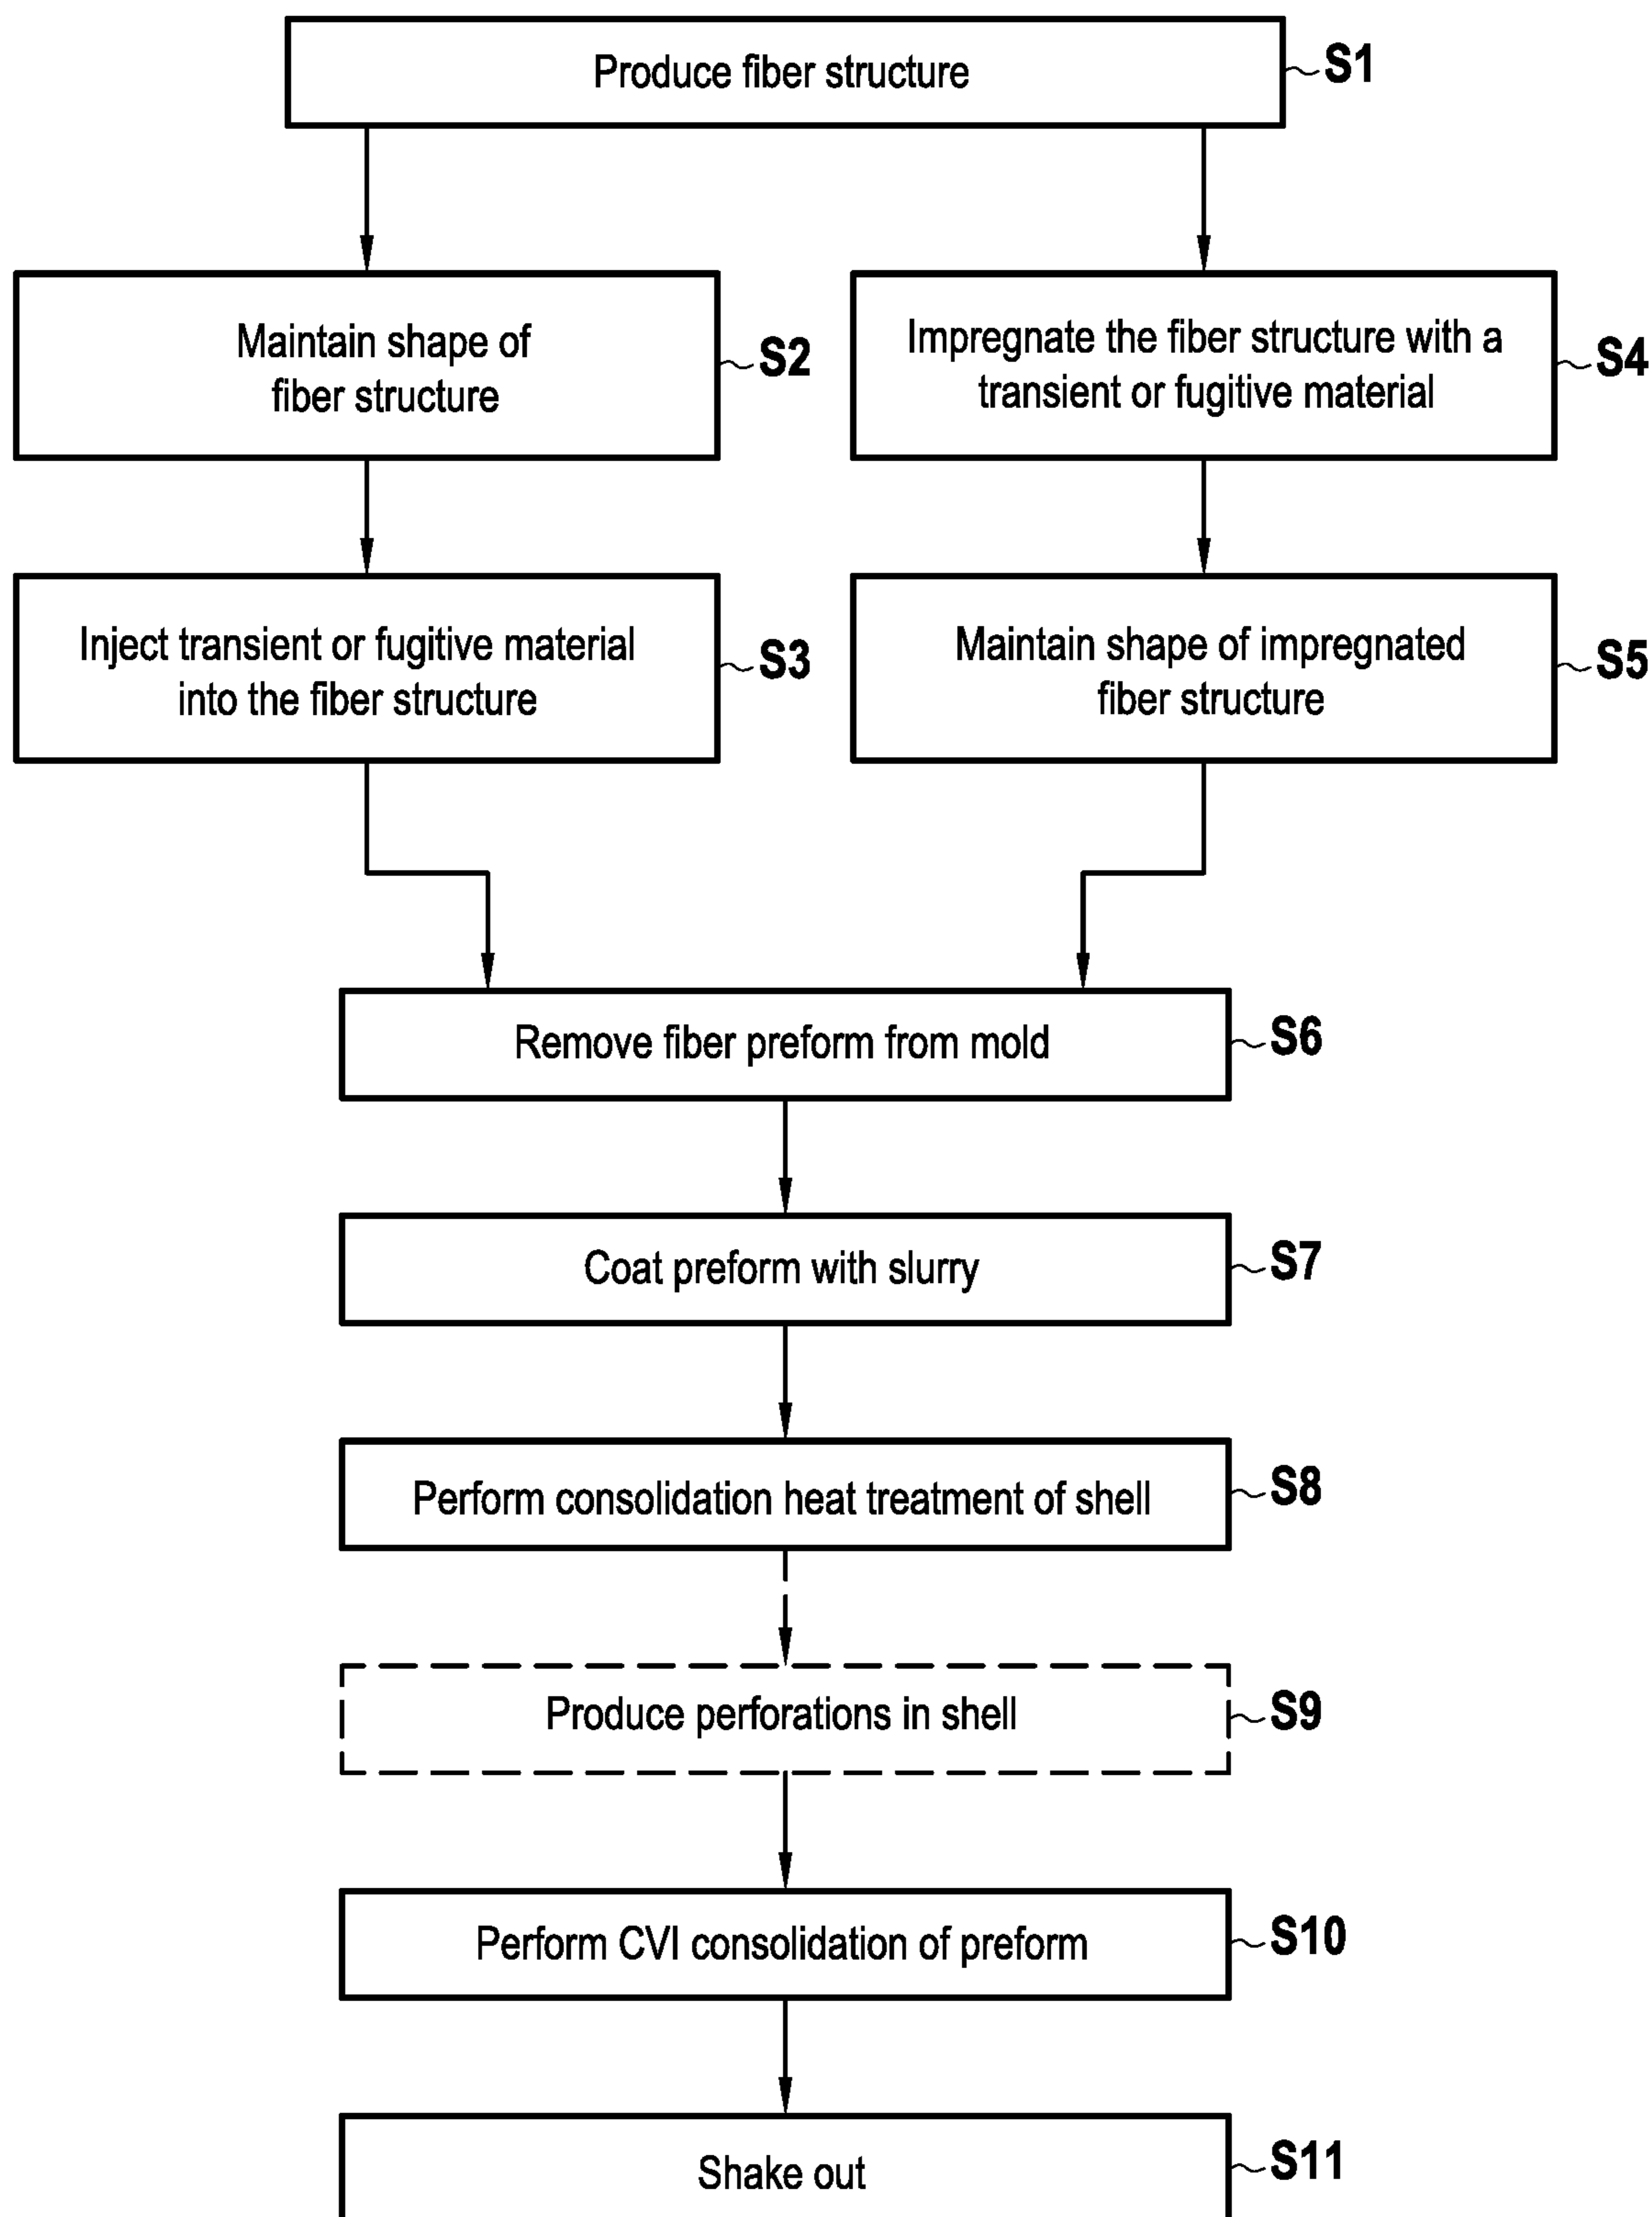 Produce fiber structure
S1
Maintain shape of
fiber structure
S2
Impregnate the fiber structure with a
transient or fugitive material
S4
Inject transient or fugitive material
into the fiber structure
S3
Maintain shape of impregnated
fiber structure
S5
Remove fiber preform from mold
S6
Coat preform with slurry
S7
Perform consolidation heat treatment of shell
S8
Produce perforations in shell
S9
Perform CVI consolidation of preform
S10
Shake out
S11